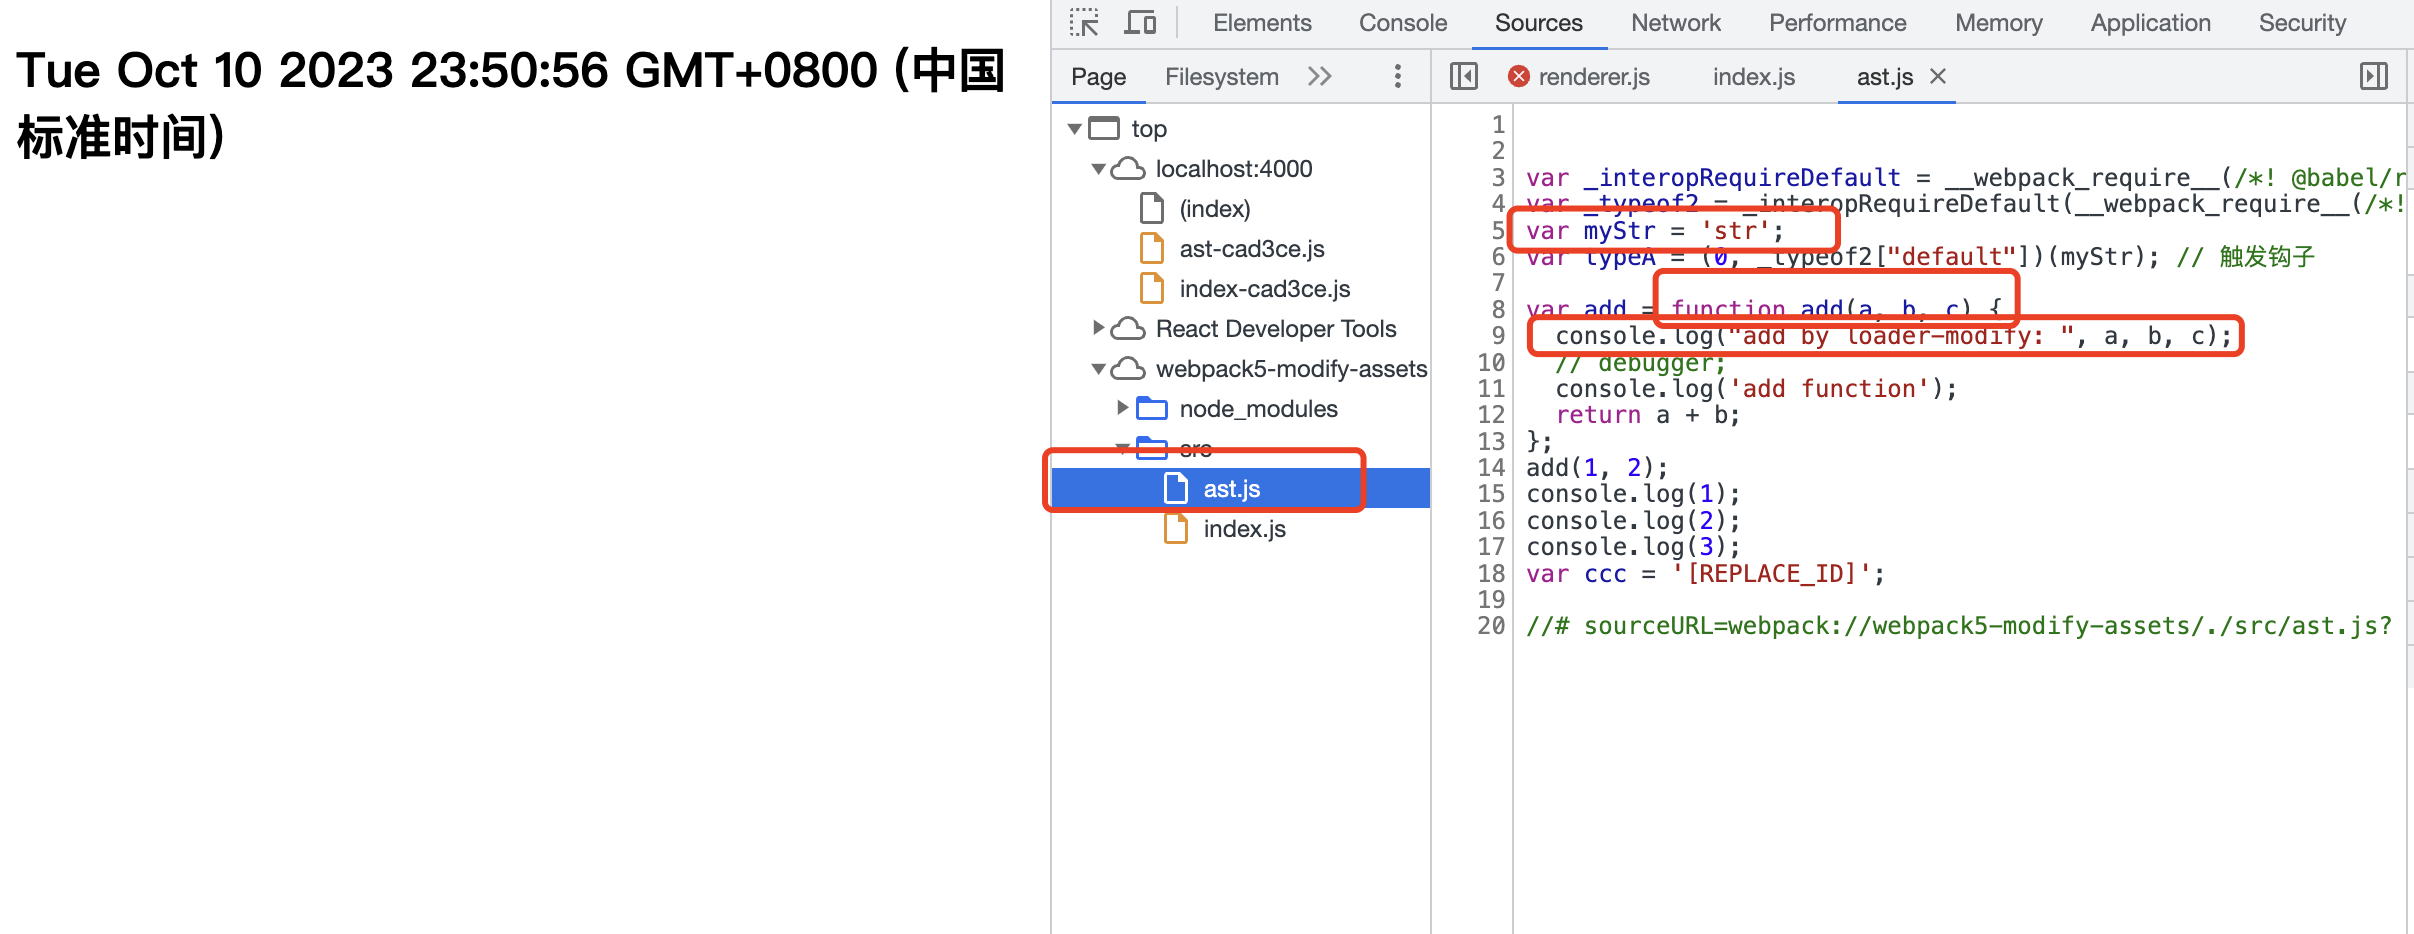 Tue Oct 10 2023 23:50:56 GMT+0800 (中国
标准时间)
Elements Console Sources Network Performance Memory Application Security
Page Filesystem
renderer.js index.js ast.js
top
localhost:4000
(index)
ast-cad3ce.js
index-cad3ce.js
React Developer Tools
webpack5-modify-assets
node_modules
src
ast.js
index.js
1
2
3 var _interopRequireDefault = __webpack_require__(/*! @babel/r
4 var _typeof2 = _interopRequireDefault(__webpack_require__(/*!
5 var myStr = 'str';
6 var typeA = (0, _typeof2["default"])(myStr); // 触发钩子
7
8 var add = function add(a, b, c) {
9 console.log("add by loader-modify: ", a, b, c);
10 // debugger;
11 console.log('add function');
12 return a + b;
13 };
14 add(1, 2);
15 console.log(1);
16 console.log(2);
17 console.log(3);
18 var ccc = '[REPLACE_ID]';
19
20 //# sourceURL=webpack://webpack5-modify-assets/./src/ast.js?